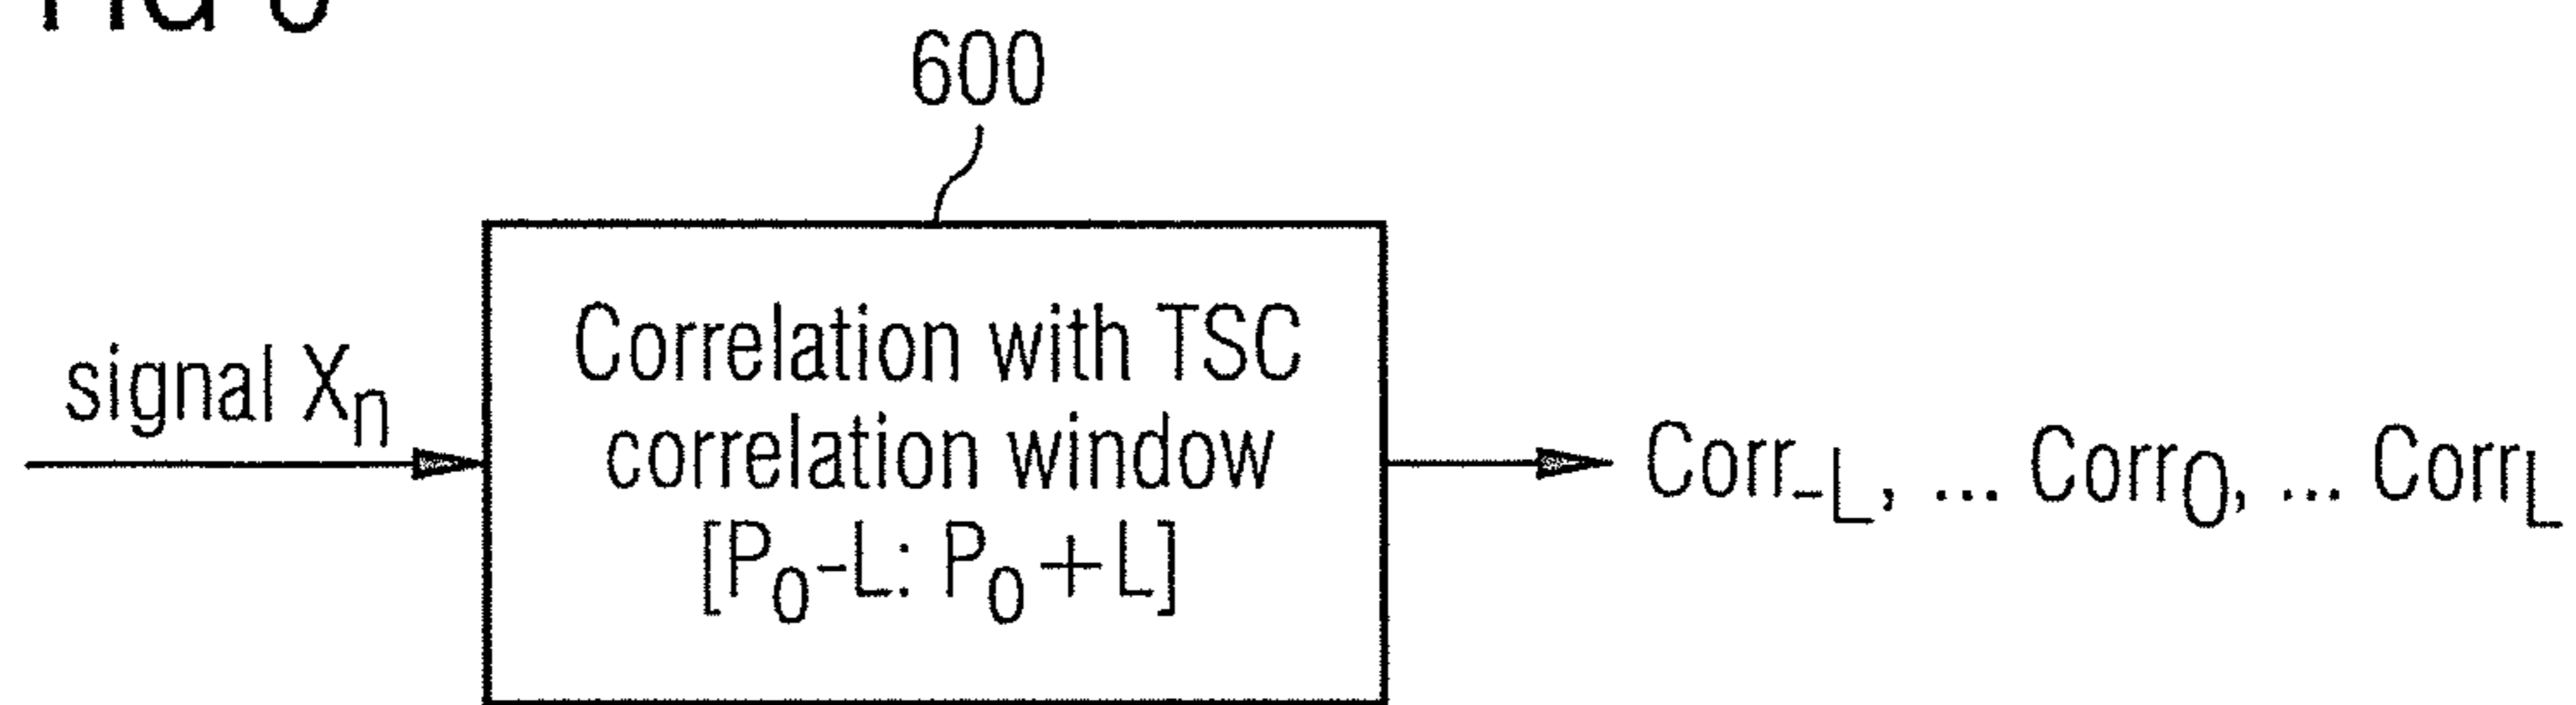 600
signal Xn
Correlation with TSC
correlation window
[P0-L: P0+L]
Corr-L, ... Corr0, ... CorrL